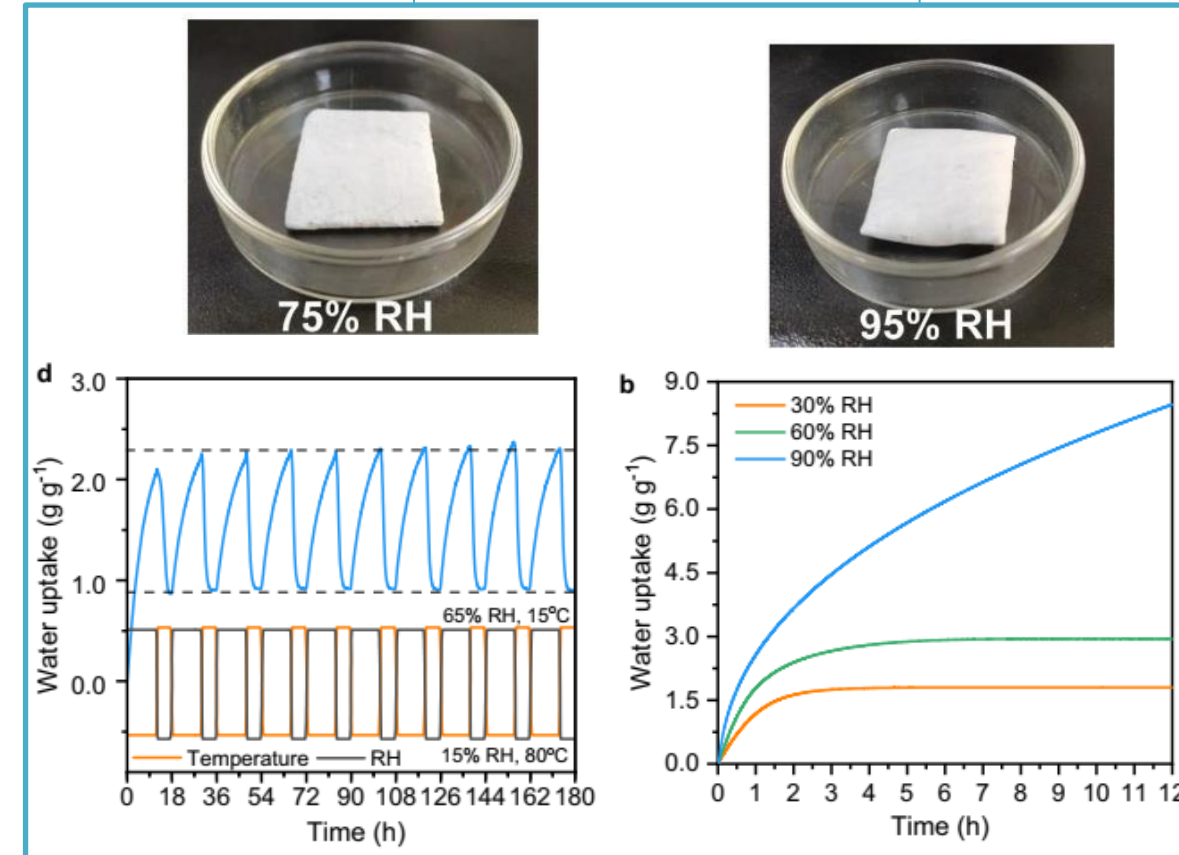 75% RH
95% RH
d
3.0
2.0
1.0
0.0
Water uptake (g g⁻¹)
65% RH, 15°C
Temperature
RH
15% RH, 80°C
0 18 36 54 72 90 108 126 144 162 180
Time (h)
b
9.0
7.5
6.0
4.5
3.0
1.5
0.0
Water uptake (g g⁻¹)
30% RH
60% RH
90% RH
0 1 2 3 4 5 6 7 8 9 10 11 12
Time (h)